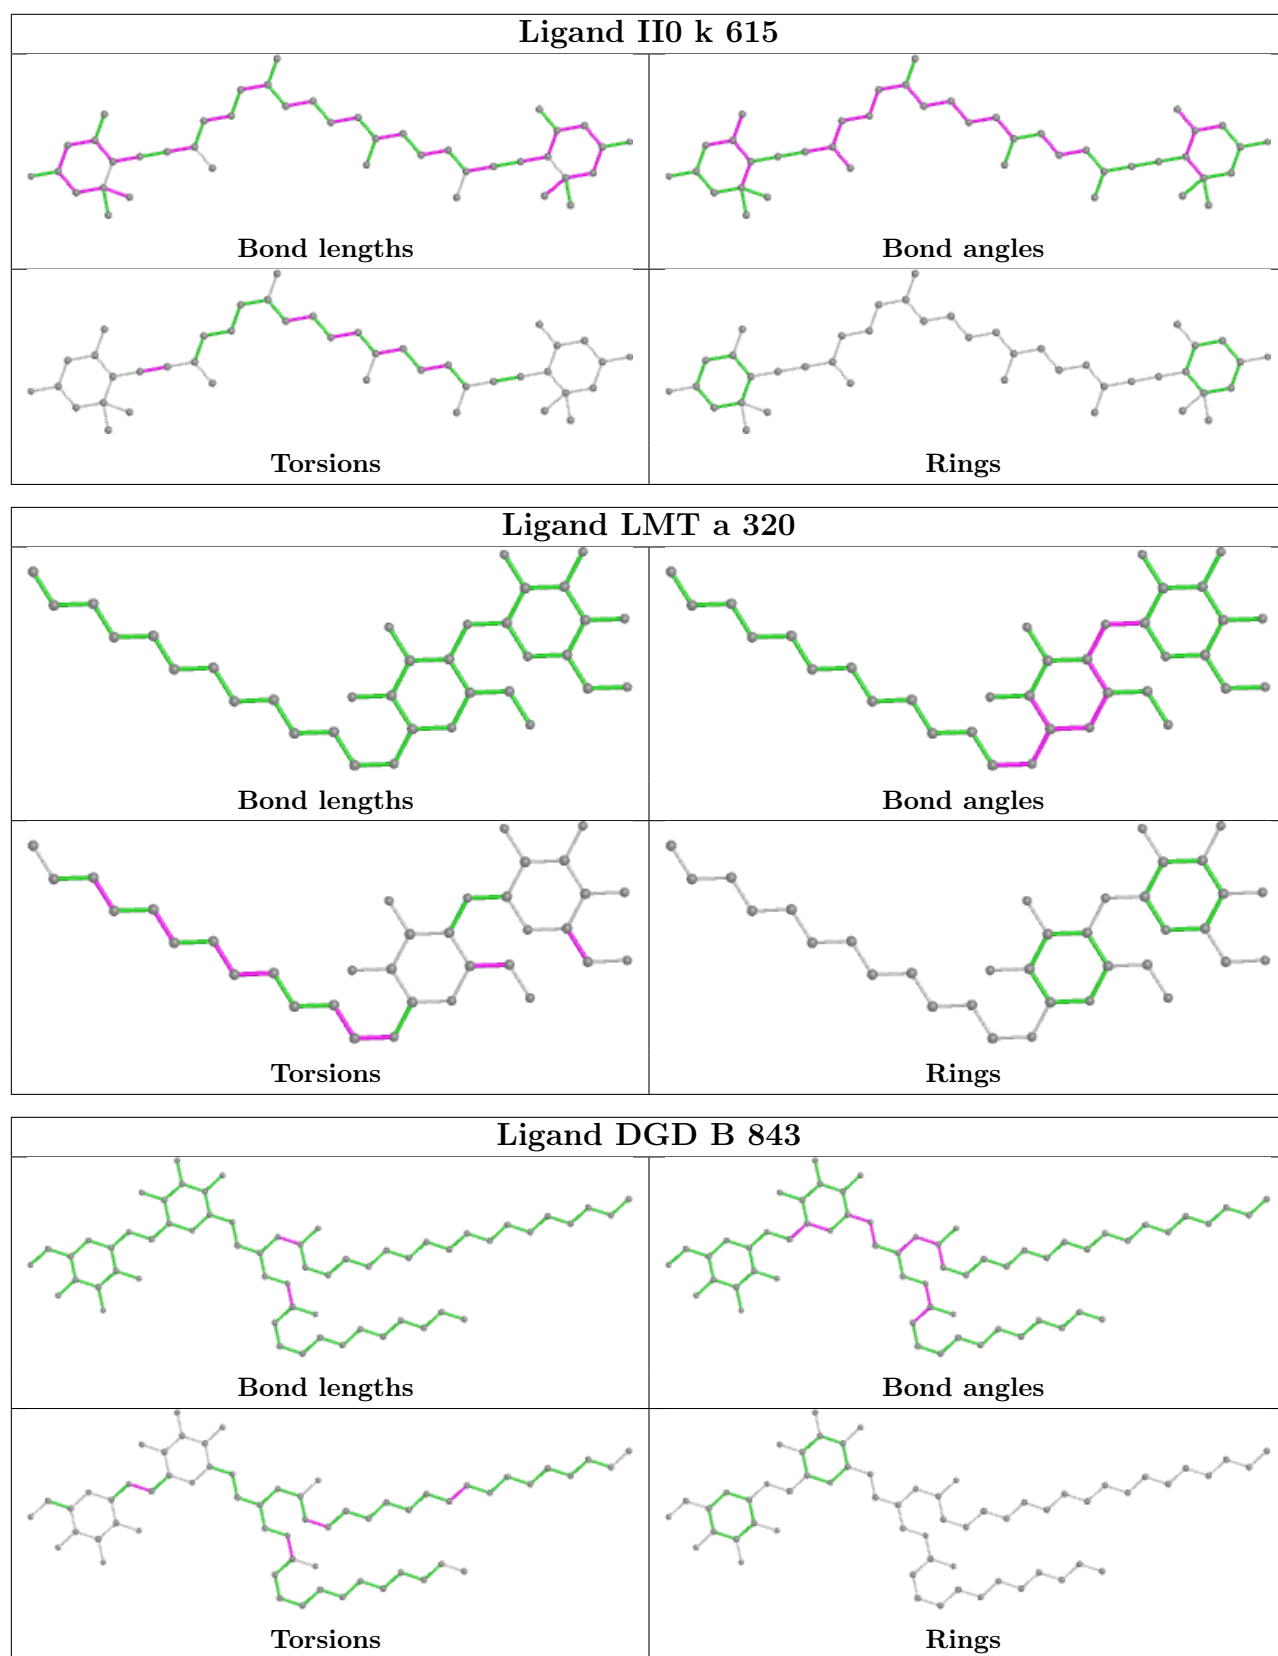 Ligand II0 k 615
Bond lengths
Bond angles
Torsions
Rings
Ligand LMT a 320
Bond lengths
Bond angles
Torsions
Rings
Ligand DGD B 843
Bond lengths
Bond angles
Torsions
Rings